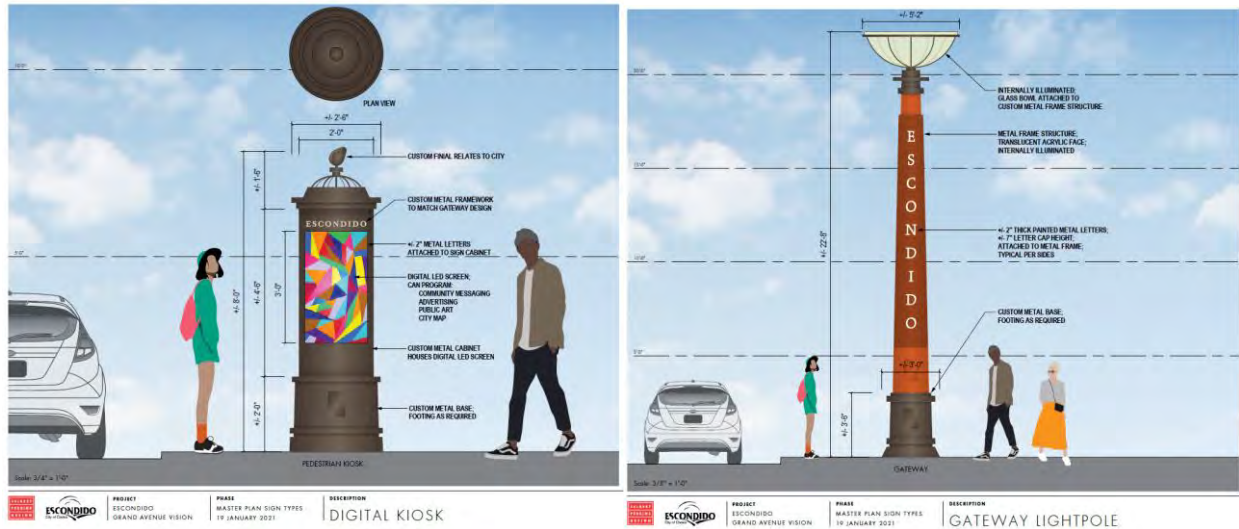 PLAN VIEW
+/- 2'-6"
2'-0"
CUSTOM FINIAL RELATES TO CITY
+/- 1'-6"
CUSTOM METAL FRAMEWORK
TO MATCH GATEWAY DESIGN
ESCONDIDO
+/- 2" METAL LETTERS
ATTACHED TO SIGN CABINET
5'-0"
DIGITAL LED SCREEN;
CAN PROGRAM:
COMMUNITY MESSAGING
ADVERTISING
PUBLIC ART
CITY MAP
+/- 8'-0"
+/- 4'-6"
3'-0"
CUSTOM METAL CABINET
HOUSES DIGITAL LED SCREEN
+/- 2'-0"
CUSTOM METAL BASE;
FOOTING AS REQUIRED
PEDESTRIAN KIOSK
Scale: 3/4" = 1'0"
ESCONDIDO
PROJECT
ESCONDIDO
GRAND AVENUE VISION
PHASE
MASTER PLAN SIGN TYPES
19 JANUARY 2021
DESCRIPTION
DIGITAL KIOSK
+/- 5'-2"
INTERNALLY ILLUMINATED;
GLASS BOWL ATTACHED TO
CUSTOM METAL FRAME STRUCTURE
METAL FRAME STRUCTURE;
TRANSLUCENT ACRYLIC FACE;
INTERNALLY ILLUMINATED
ESCONDIDO
+/- 22'-8"
+/- 2" THICK PAINTED METAL LETTERS;
+/- 7" LETTER CAP HEIGHT;
ATTACHED TO METAL FRAME;
TYPICAL PER SIDES
CUSTOM METAL BASE;
FOOTING AS REQUIRED
5'-0"
+/- 3'-0"
+/- 3'-6"
GATEWAY
ESCONDIDO
PROJECT
ESCONDIDO
GRAND AVENUE VISION
PHASE
MASTER PLAN SIGN TYPES
19 JANUARY 2021
DESCRIPTION
GATEWAY LIGHTPOLE